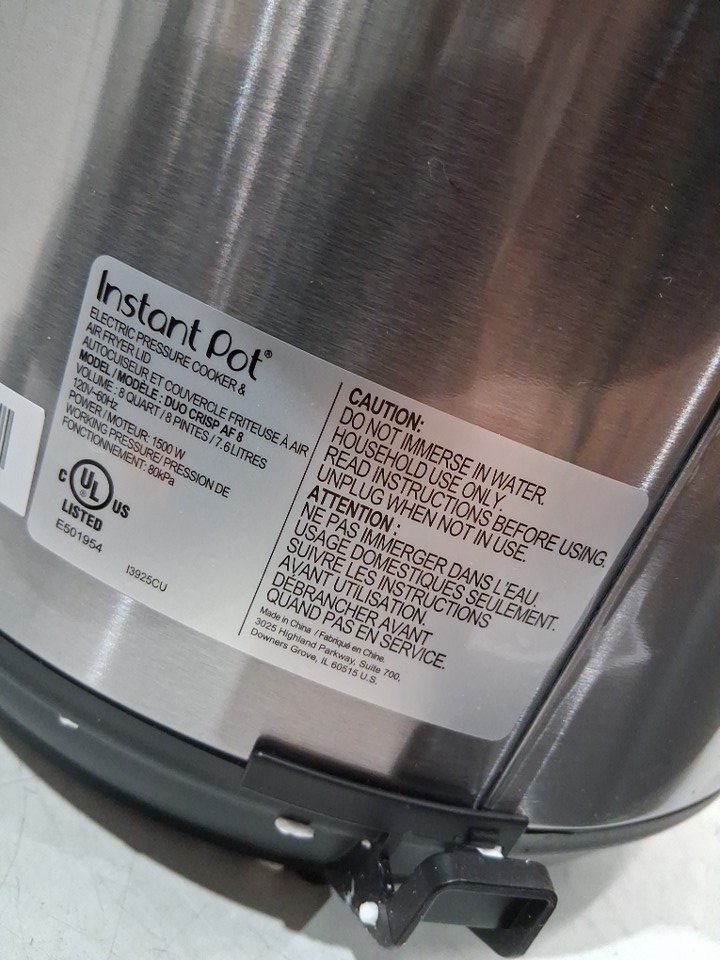 Instant Pot®
ELECTRIC PRESSURE COOKER &
AIR FRYER LID
AUTOCUISEUR ET COUVERCLE FRITEUSE À AIR
MODEL / MODÈLE : DUO CRISP AF 8
VOLUME : 8 QUART / 8 PINTES / 7.6 LITRES
120V~60Hz
POWER / MOTEUR: 1500 W
WORKING PRESSURE/PRESSION DE
FONCTIONNEMENT: 80kPa
C UL US
LISTED
E501954
I3925CU
CAUTION:
DO NOT IMMERSE IN WATER.
HOUSEHOLD USE ONLY.
READ INSTRUCTIONS BEFORE USING.
UNPLUG WHEN NOT IN USE.
ATTENTION :
NE PAS IMMERGER DANS L'EAU.
USAGE DOMESTIQUES SEULEMENT.
SUIVRE LES INSTRUCTIONS
AVANT UTILISATION.
DÉBRANCHER AVANT
QUAND PAS EN SERVICE.
Made in China / Fabriqué en Chine.
3025 Highland Parkway, Suite 700,
Downers Grove, IL 60515 U.S.